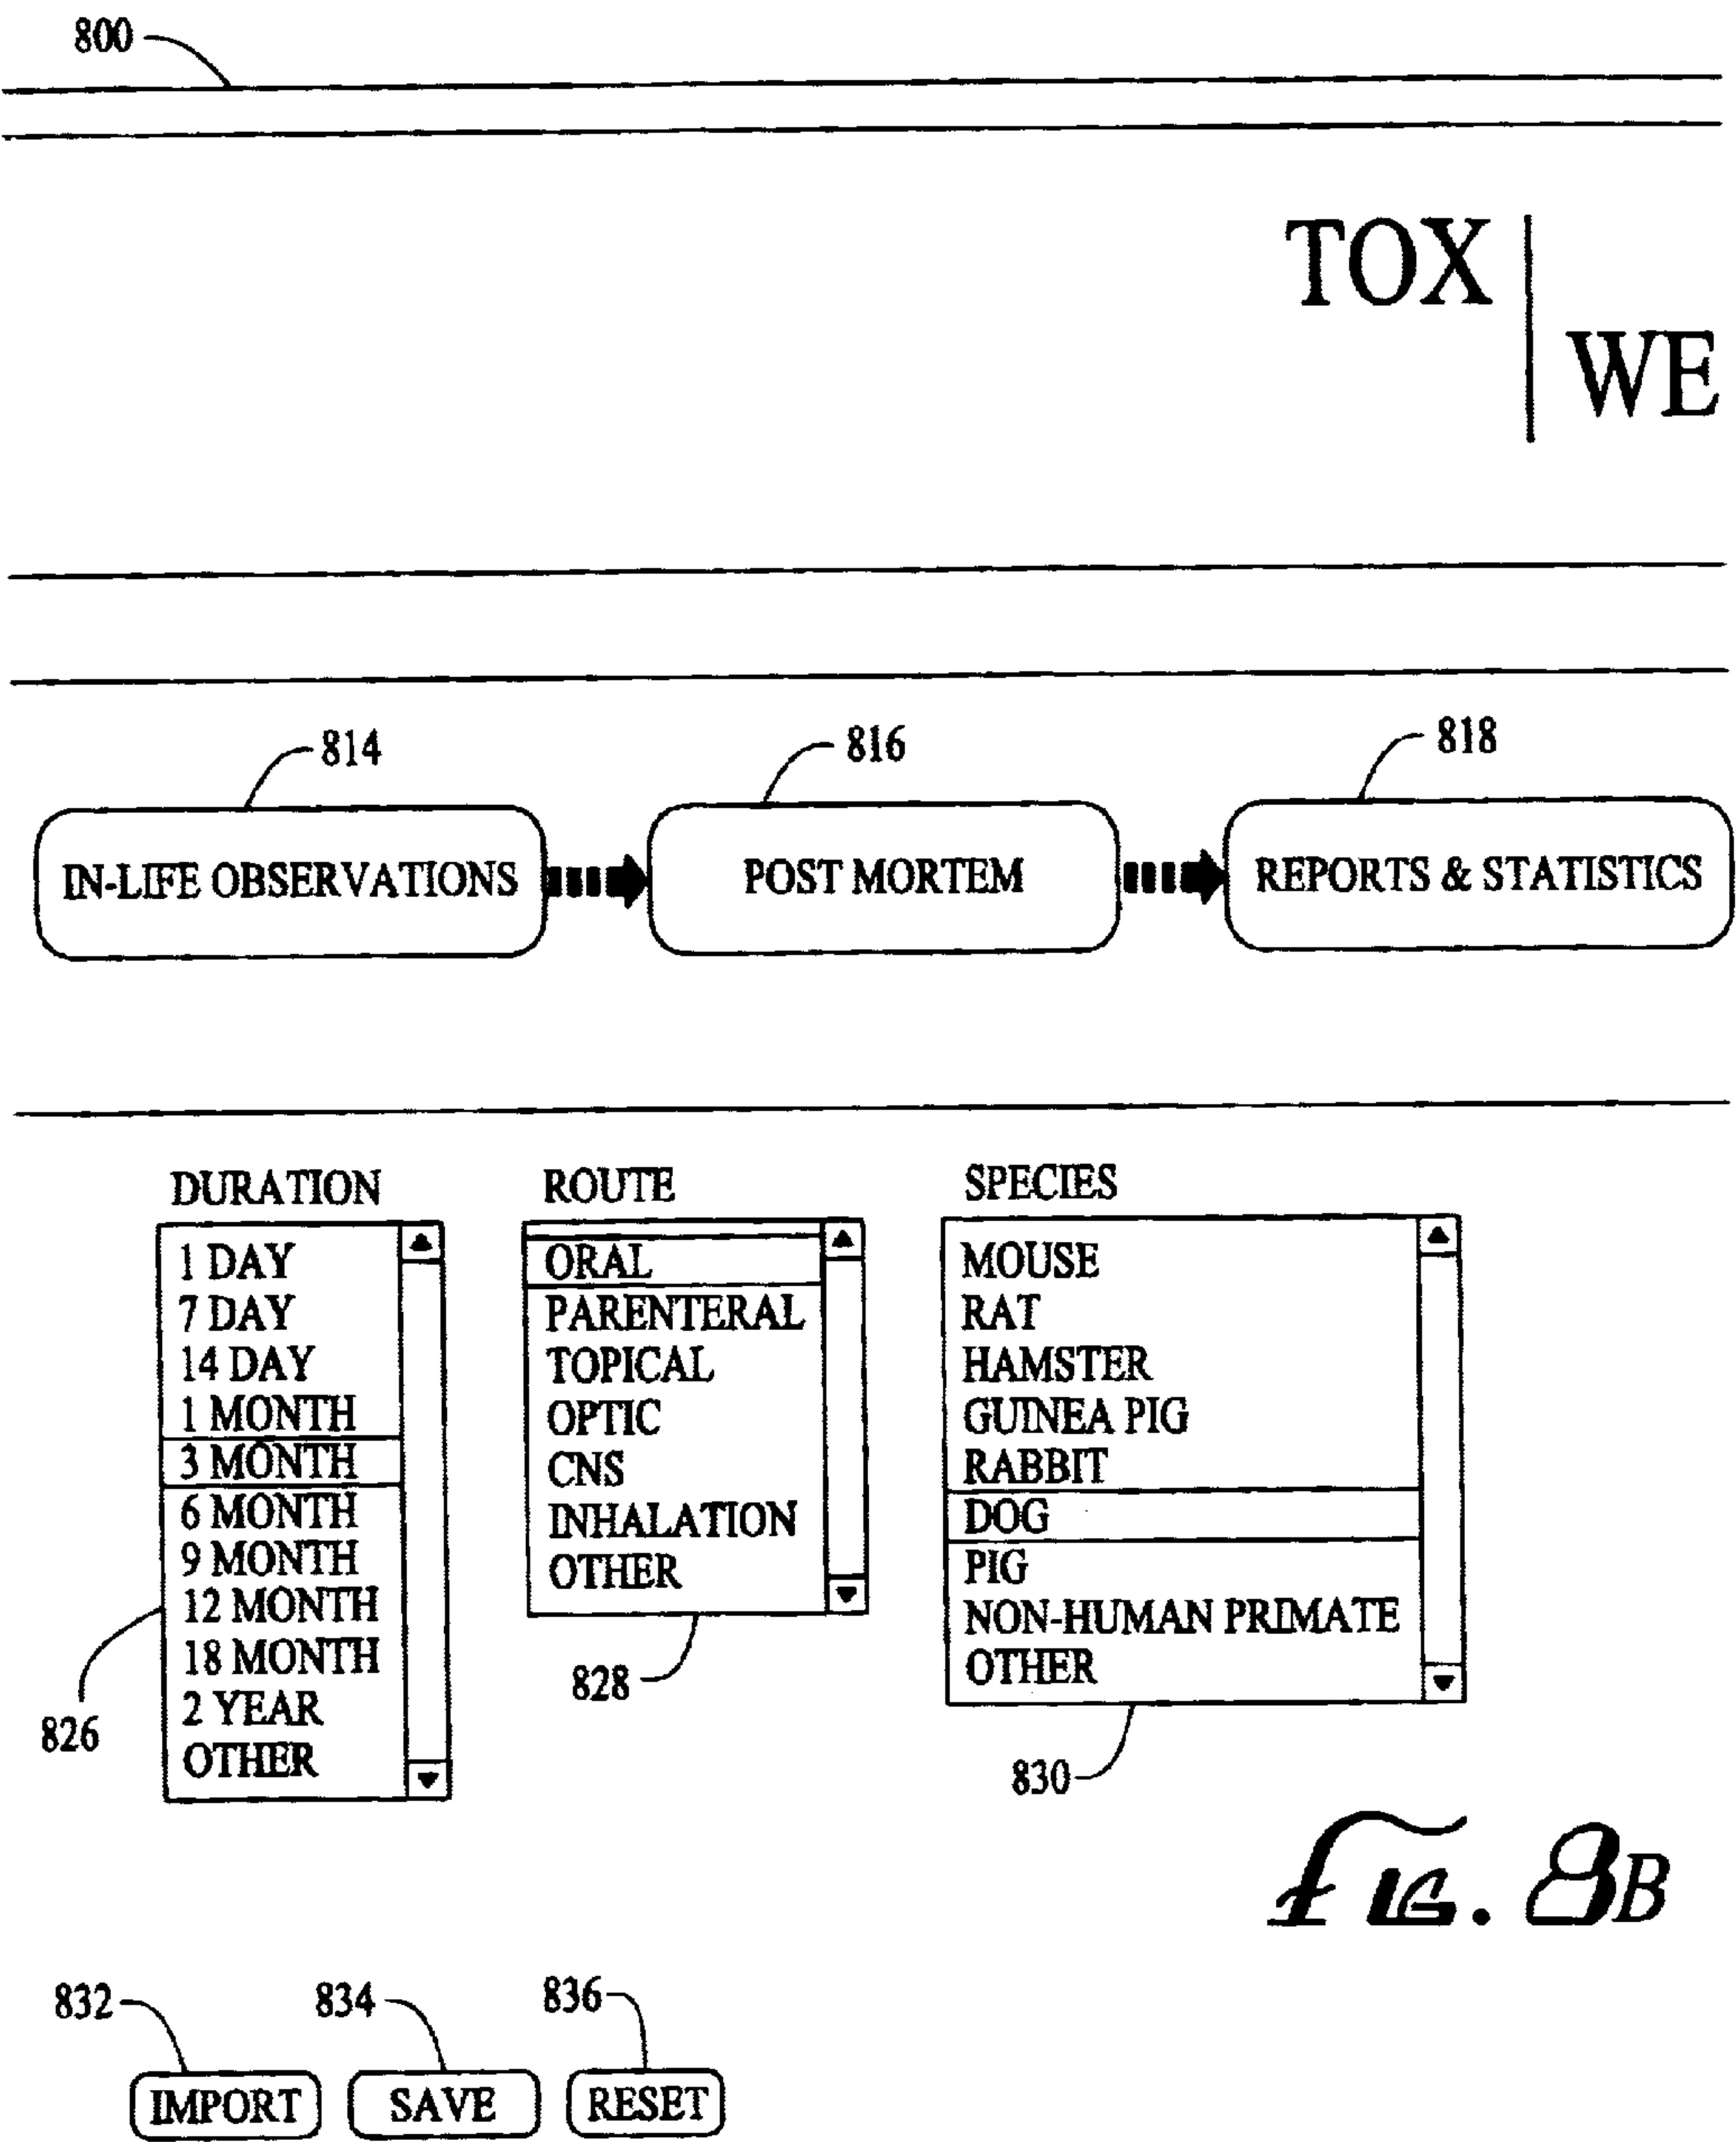 800
TOX
WE
814
816
818
IN-LIFE OBSERVATIONS
POST MORTEM
REPORTS & STATISTICS
DURATION
1 DAY
7 DAY
14 DAY
1 MONTH
3 MONTH
6 MONTH
9 MONTH
12 MONTH
18 MONTH
2 YEAR
OTHER
826
ROUTE
ORAL
PARENTERAL
TOPICAL
OPTIC
CNS
INHALATION
OTHER
828
SPECIES
MOUSE
RAT
HAMSTER
GUINEA PIG
RABBIT
DOG
PIG
NON-HUMAN PRIMATE
OTHER
830
FIG. 8B
832
834
836
IMPORT
SAVE
RESET